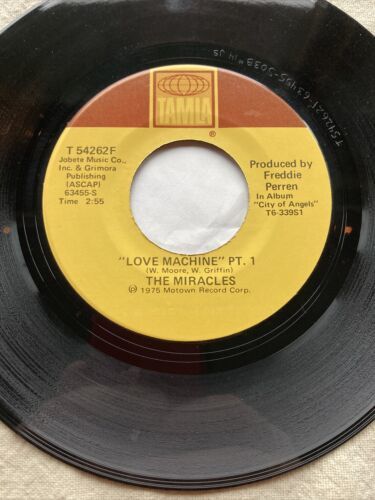 TAMLA
®
T 54262F
Jobete Music Co.,
Inc. & Grimora
Publishing
(ASCAP)
63455-S
Time 2:55
Produced by
Freddie
Perren
In Album
"City of Angels"
T6-339S1
"LOVE MACHINE" PT. 1
(W. Moore, W. Griffin)
THE MIRACLES
℗ 1975 Motown Record Corp.